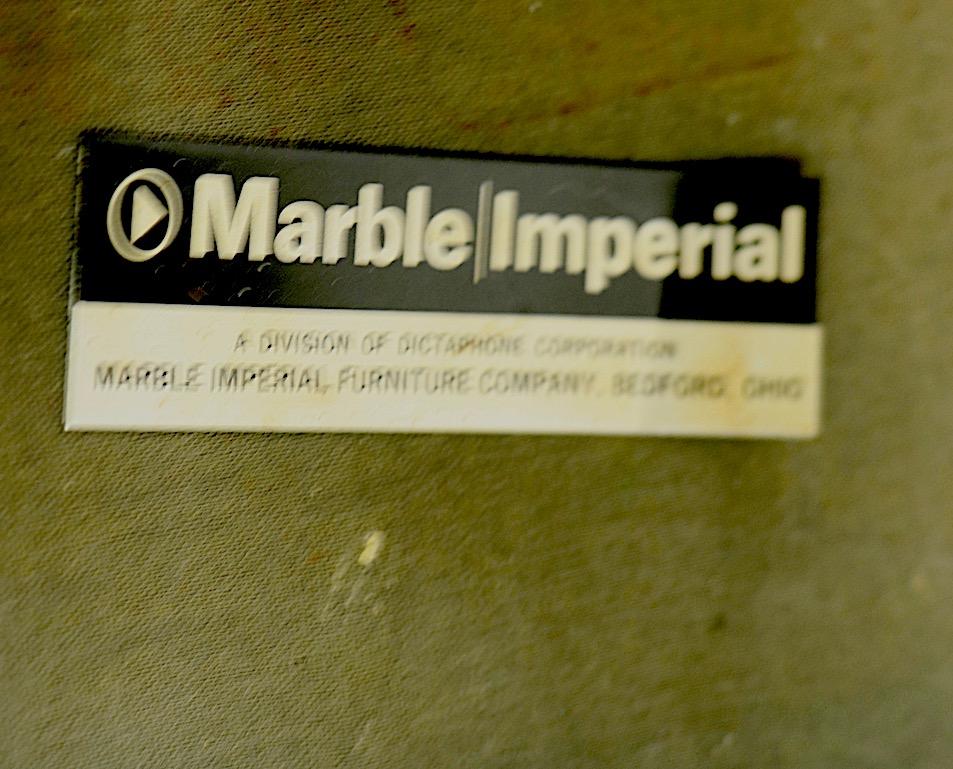 Marble|Imperial
A DIVISION OF DICTAPHONE CORPORATION
MARBLE IMPERIAL FURNITURE COMPANY. BEDFORD, OHIO